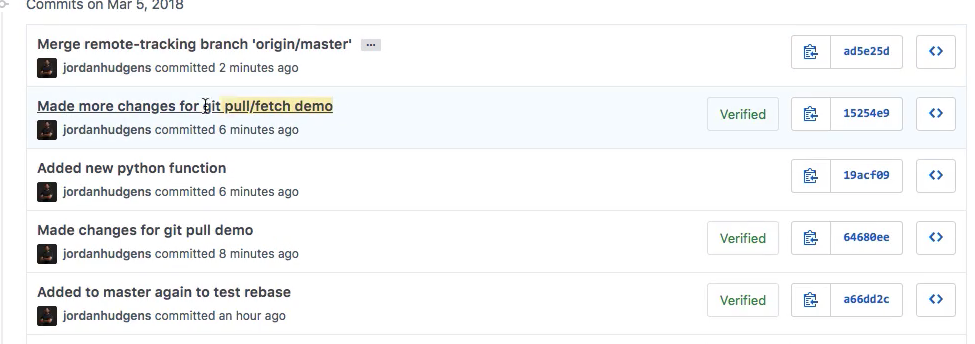 Commits on Mar 5, 2018
Merge remote-tracking branch 'origin/master' ...
jordanhudgens committed 2 minutes ago
ad5e25d
Made more changes for git pull/fetch demo
jordanhudgens committed 6 minutes ago
Verified
15254e9
Added new python function
jordanhudgens committed 6 minutes ago
19acf09
Made changes for git pull demo
jordanhudgens committed 8 minutes ago
Verified
64680ee
Added to master again to test rebase
jordanhudgens committed an hour ago
Verified
a66dd2c